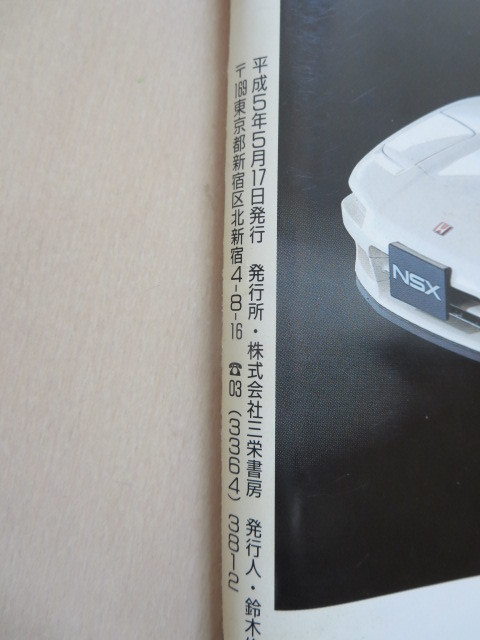 平成5年5月17日発行　発行所・株式会社三栄書房　発行人・鈴木
〒169東京都新宿区北新宿4-8-16　☎03（3364）3812
NSX